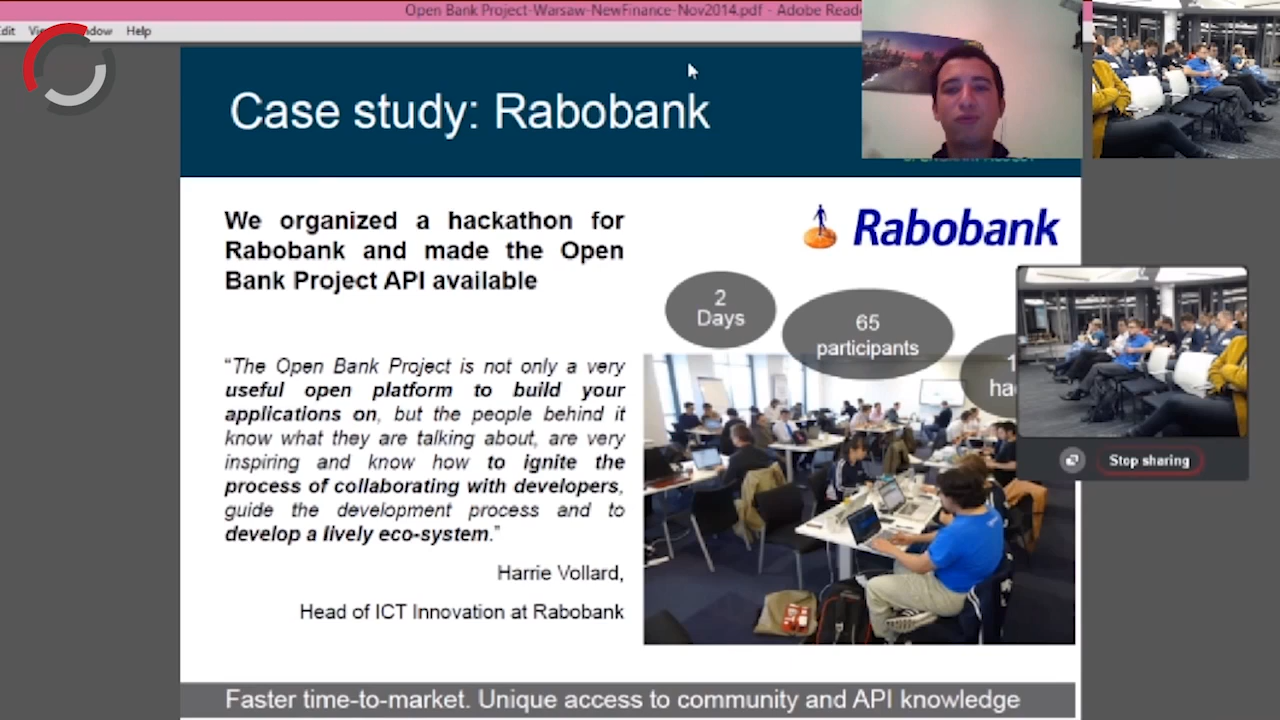 Open Bank Project-Warsaw-NewFinance-Nov2014.pdf - Adobe
Help
Case study: Rabobank
We organized a hackathon for
Rabobank and made the Open
Bank Project API available
Rabobank
2
Days
65
participants
“The Open Bank Project is not only a very
useful open platform to build your
applications on, but the people behind it
know what they are talking about, are very
inspiring and know how to ignite the
process of collaborating with developers,
guide the development process and to
develop a lively eco-system.”
Harrie Vollard,
Head of ICT Innovation at Rabobank
Stop sharing
Faster time-to-market. Unique access to community and API knowledge